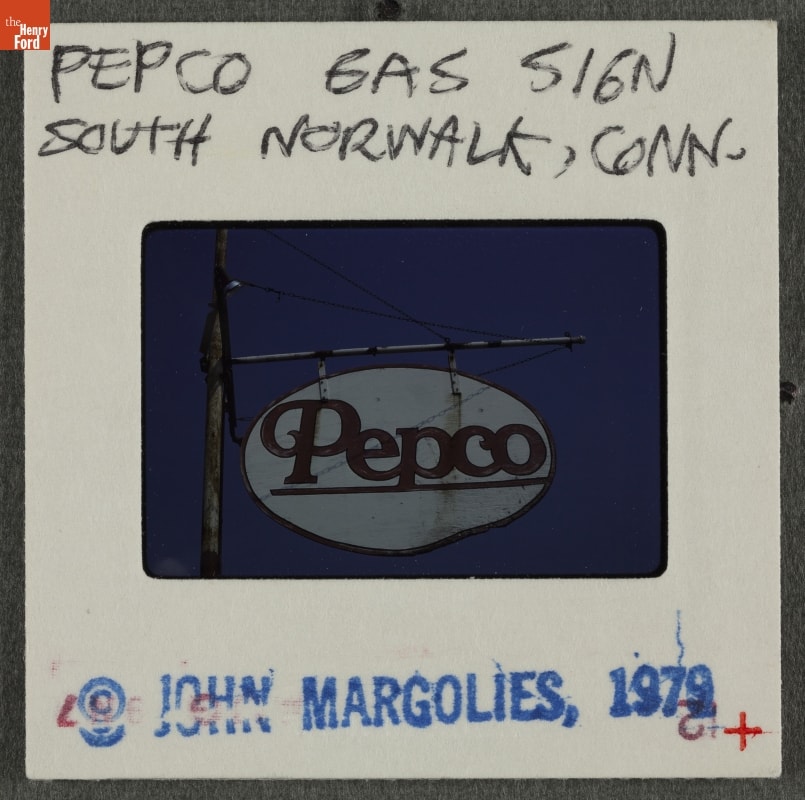 the
Henry
Ford
PEPCO GAS SIGN
SOUTH NORWALK, CONN.
Pepco
© JOHN MARGOLIES, 1979